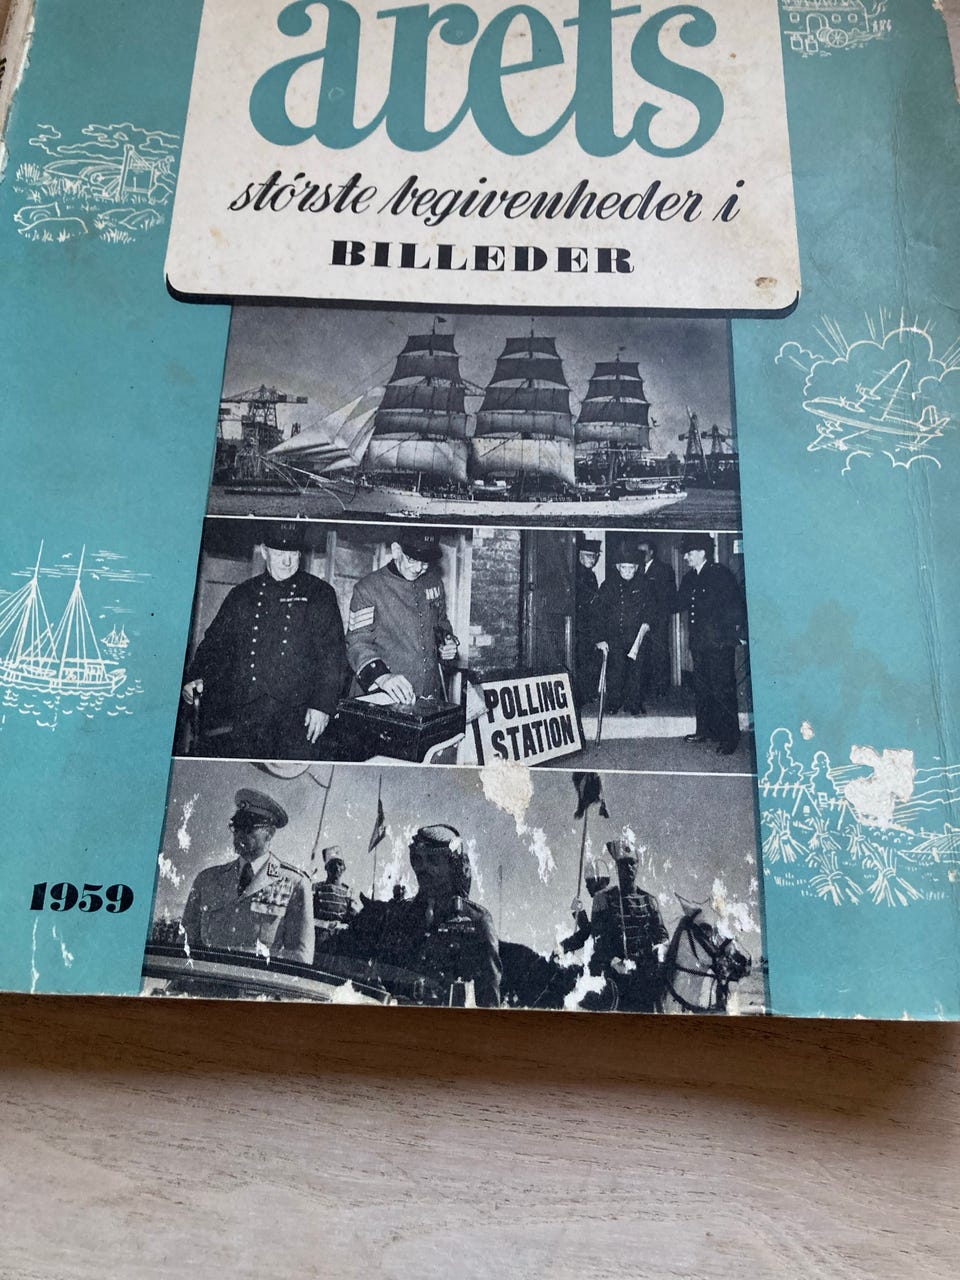 årets
største begivenheder i
BILLEDER
POLLING
STATION
1959